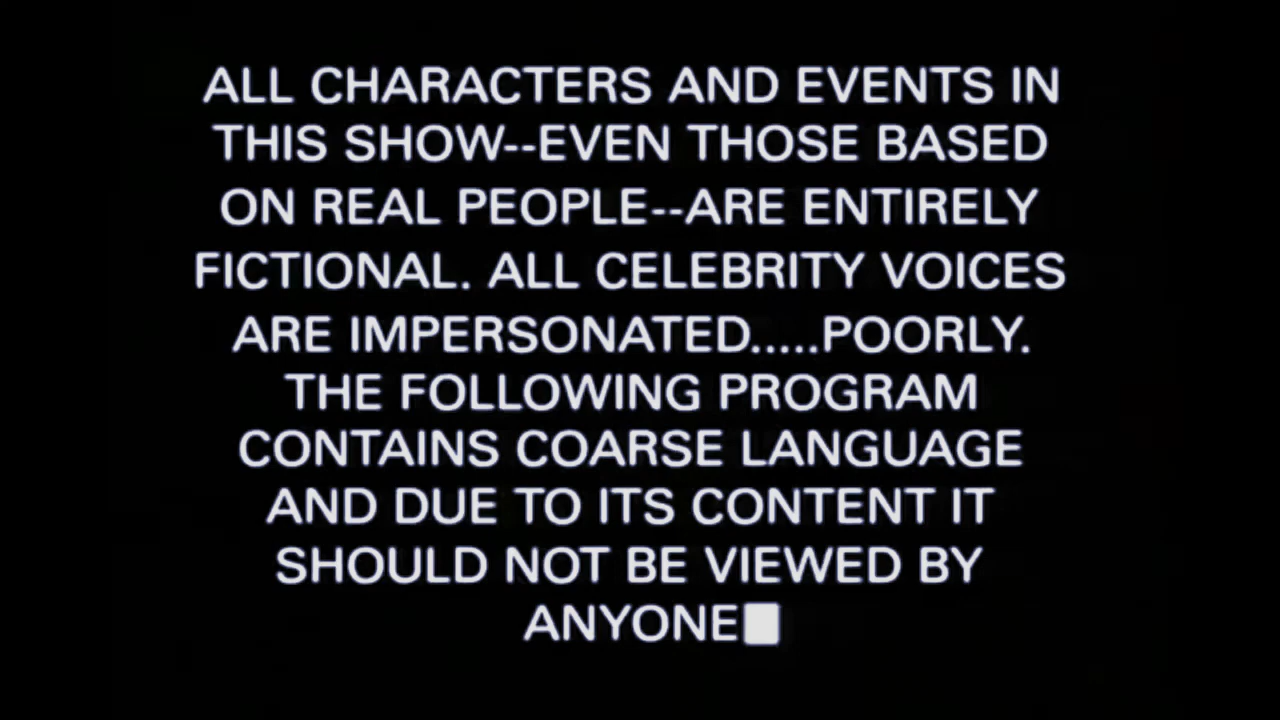 ALL CHARACTERS AND EVENTS IN
THIS SHOW--EVEN THOSE BASED
ON REAL PEOPLE--ARE ENTIRELY
FICTIONAL. ALL CELEBRITY VOICES
ARE IMPERSONATED.....POORLY.
THE FOLLOWING PROGRAM
CONTAINS COARSE LANGUAGE
AND DUE TO ITS CONTENT IT
SHOULD NOT BE VIEWED BY
ANYONE